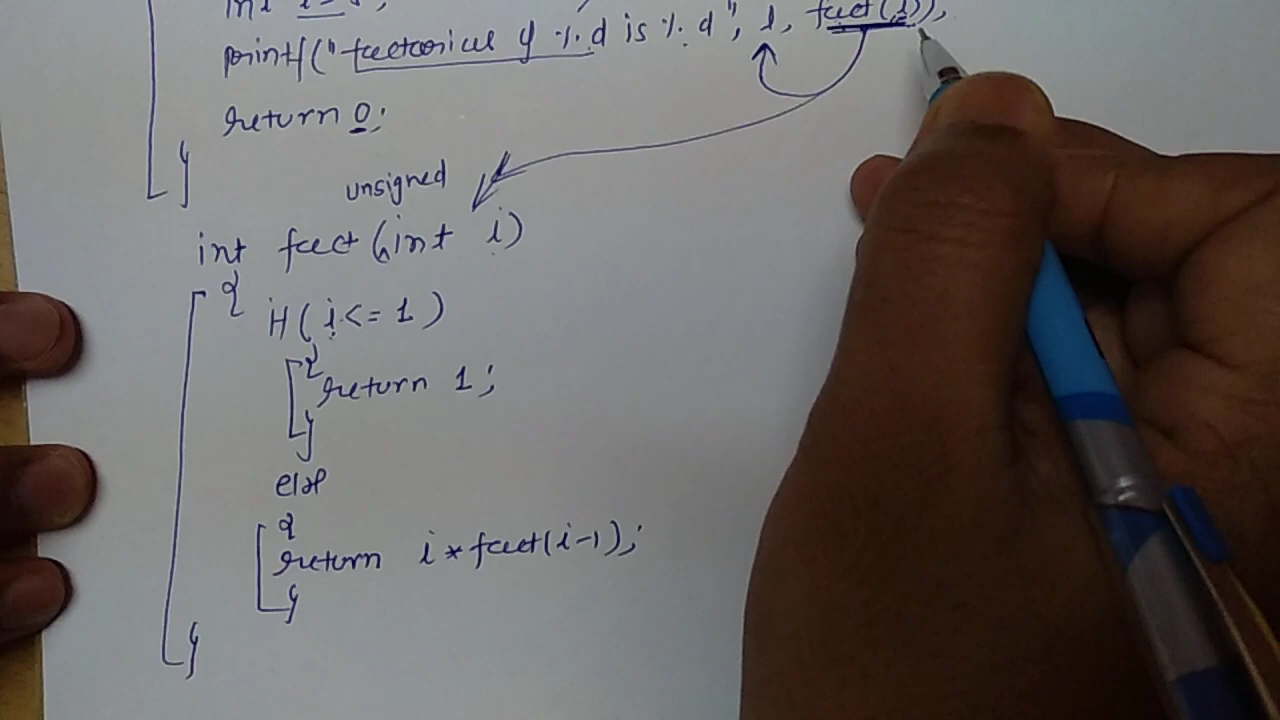 int i
printf("factorial of %d is %d", i, fact(i));
return 0;
}
unsigned
int fact(int i)
{
if(i<=1)
{
return 1;
}
else
{
return i*fact(i-1);
}
}